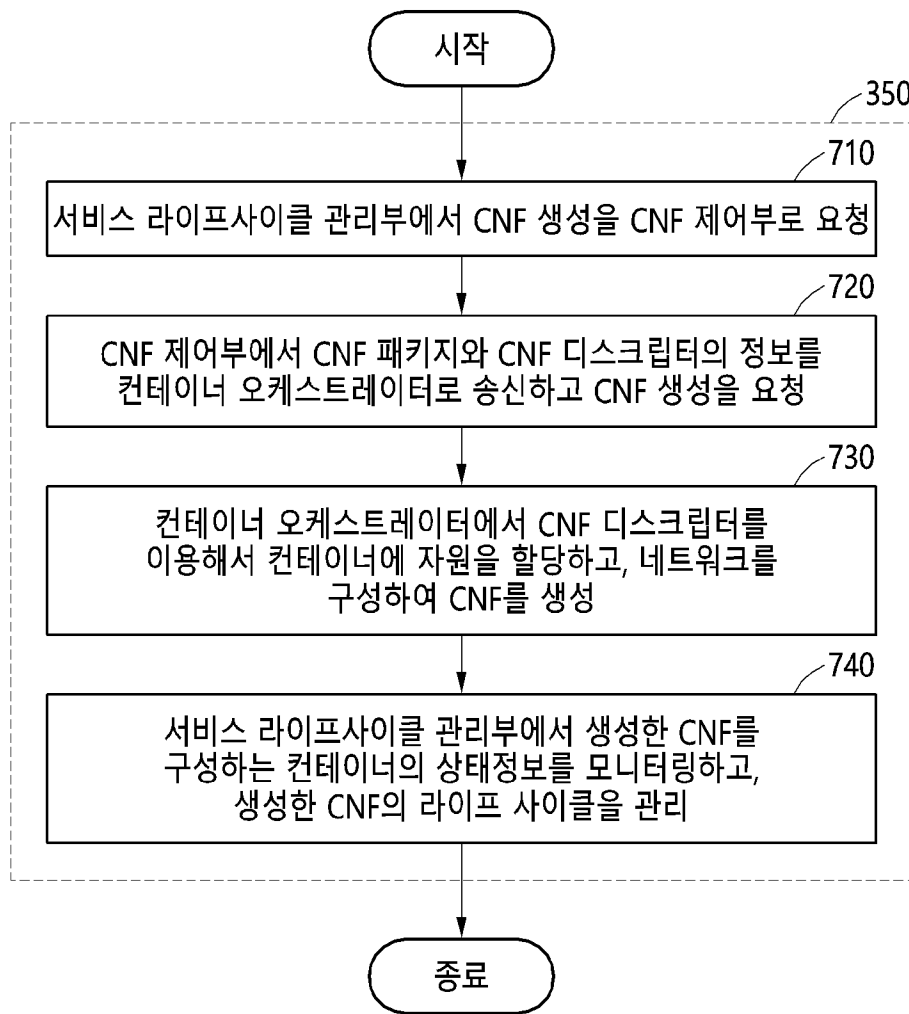 시작
350
710
서비스 라이프사이클 관리부에서 CNF 생성을 CNF 제어부로 요청
720
CNF 제어부에서 CNF 패키지와 CNF 디스크립터의 정보를
컨테이너 오케스트레이터로 송신하고 CNF 생성을 요청
730
컨테이너 오케스트레이터에서 CNF 디스크립터를
이용해서 컨테이너에 자원을 할당하고, 네트워크를
구성하여 CNF를 생성
740
서비스 라이프사이클 관리부에서 생성한 CNF를
구성하는 컨테이너의 상태정보를 모니터링하고,
생성한 CNF의 라이프 사이클을 관리
종료